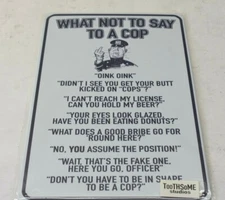 WHAT NOT TO SAY
TO A COP
"OINK OINK"
"DIDN'T I SEE YOU GET YOUR BUTT
KICKED ON "COPS"?
"I CAN'T REACH MY LICENSE.
CAN YOU HOLD MY BEER?"
"YOUR EYES LOOK GLAZED,
HAVE YOU BEEN EATING DONATS?"
"WHAT DOES A GOOD BRIBE GO FOR
'ROUND HERE?"
"NO, YOU ASSUME THE POSITION!"
"WAIT, THAT'S THE FAKE ONE.
HERE YOU GO, OFFICER"
"DON'T YOU HAVE TO BE IN SHAPE
TO BE A COP?"
TooTHSoMe
studios